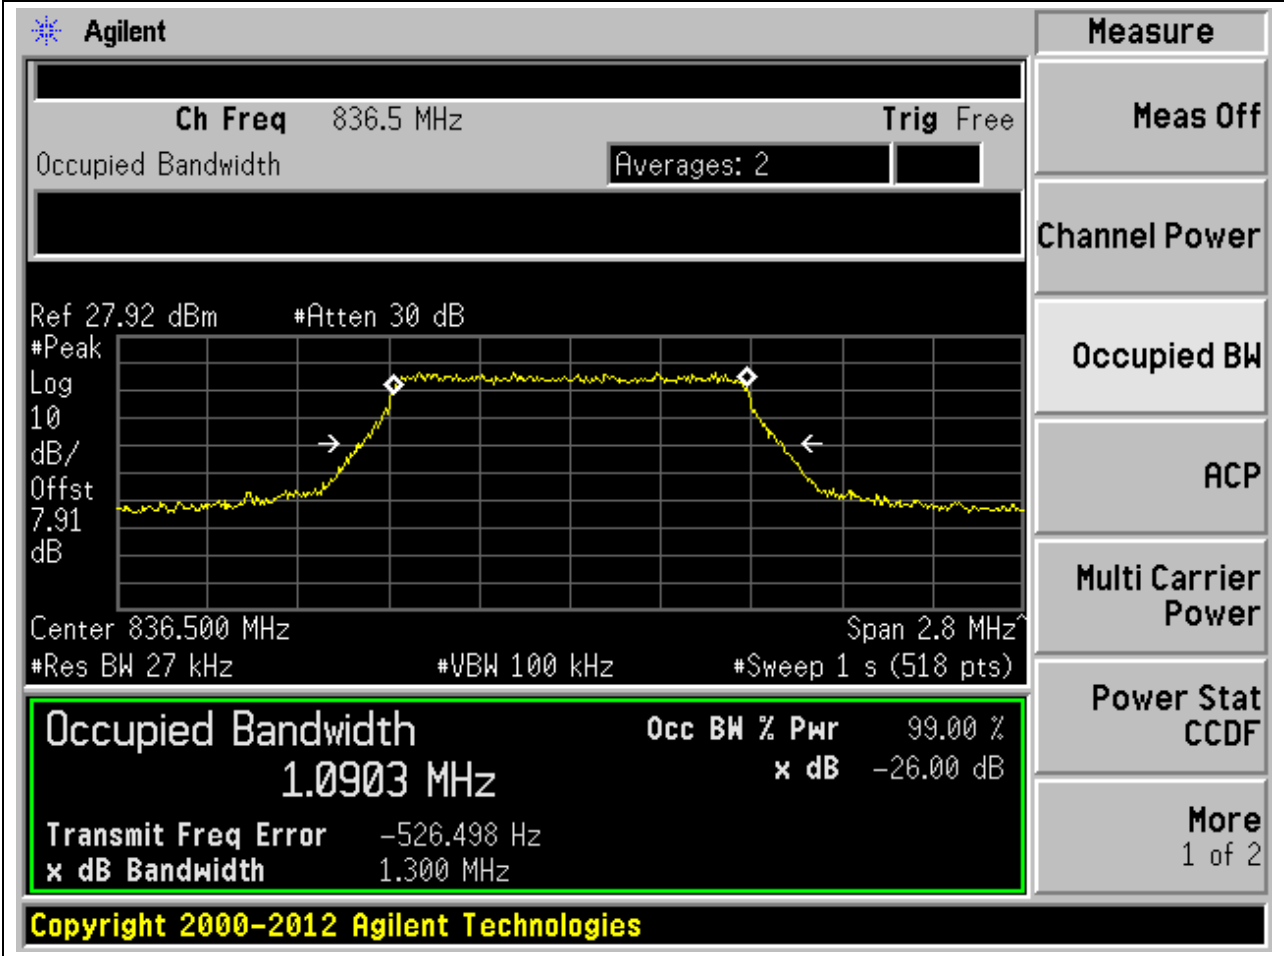 Agilent
Measure
Ch Freq 836.5 MHz Trig Free
Occupied Bandwidth Averages: 2
Meas Off
Channel Power
Occupied BW
ACP
Multi Carrier
Power
Power Stat
CCDF
More
1 of 2
Ref 27.92 dBm #Atten 30 dB
#Peak
Log
10
dB/
Offst
7.91
dB
Center 836.500 MHz Span 2.8 MHz^
#Res BW 27 kHz #VBW 100 kHz #Sweep 1 s (518 pts)
Occupied Bandwidth Occ BW % Pwr 99.00 %
1.0903 MHz x dB -26.00 dB
Transmit Freq Error -526.498 Hz
x dB Bandwidth 1.300 MHz
Copyright 2000-2012 Agilent Technologies